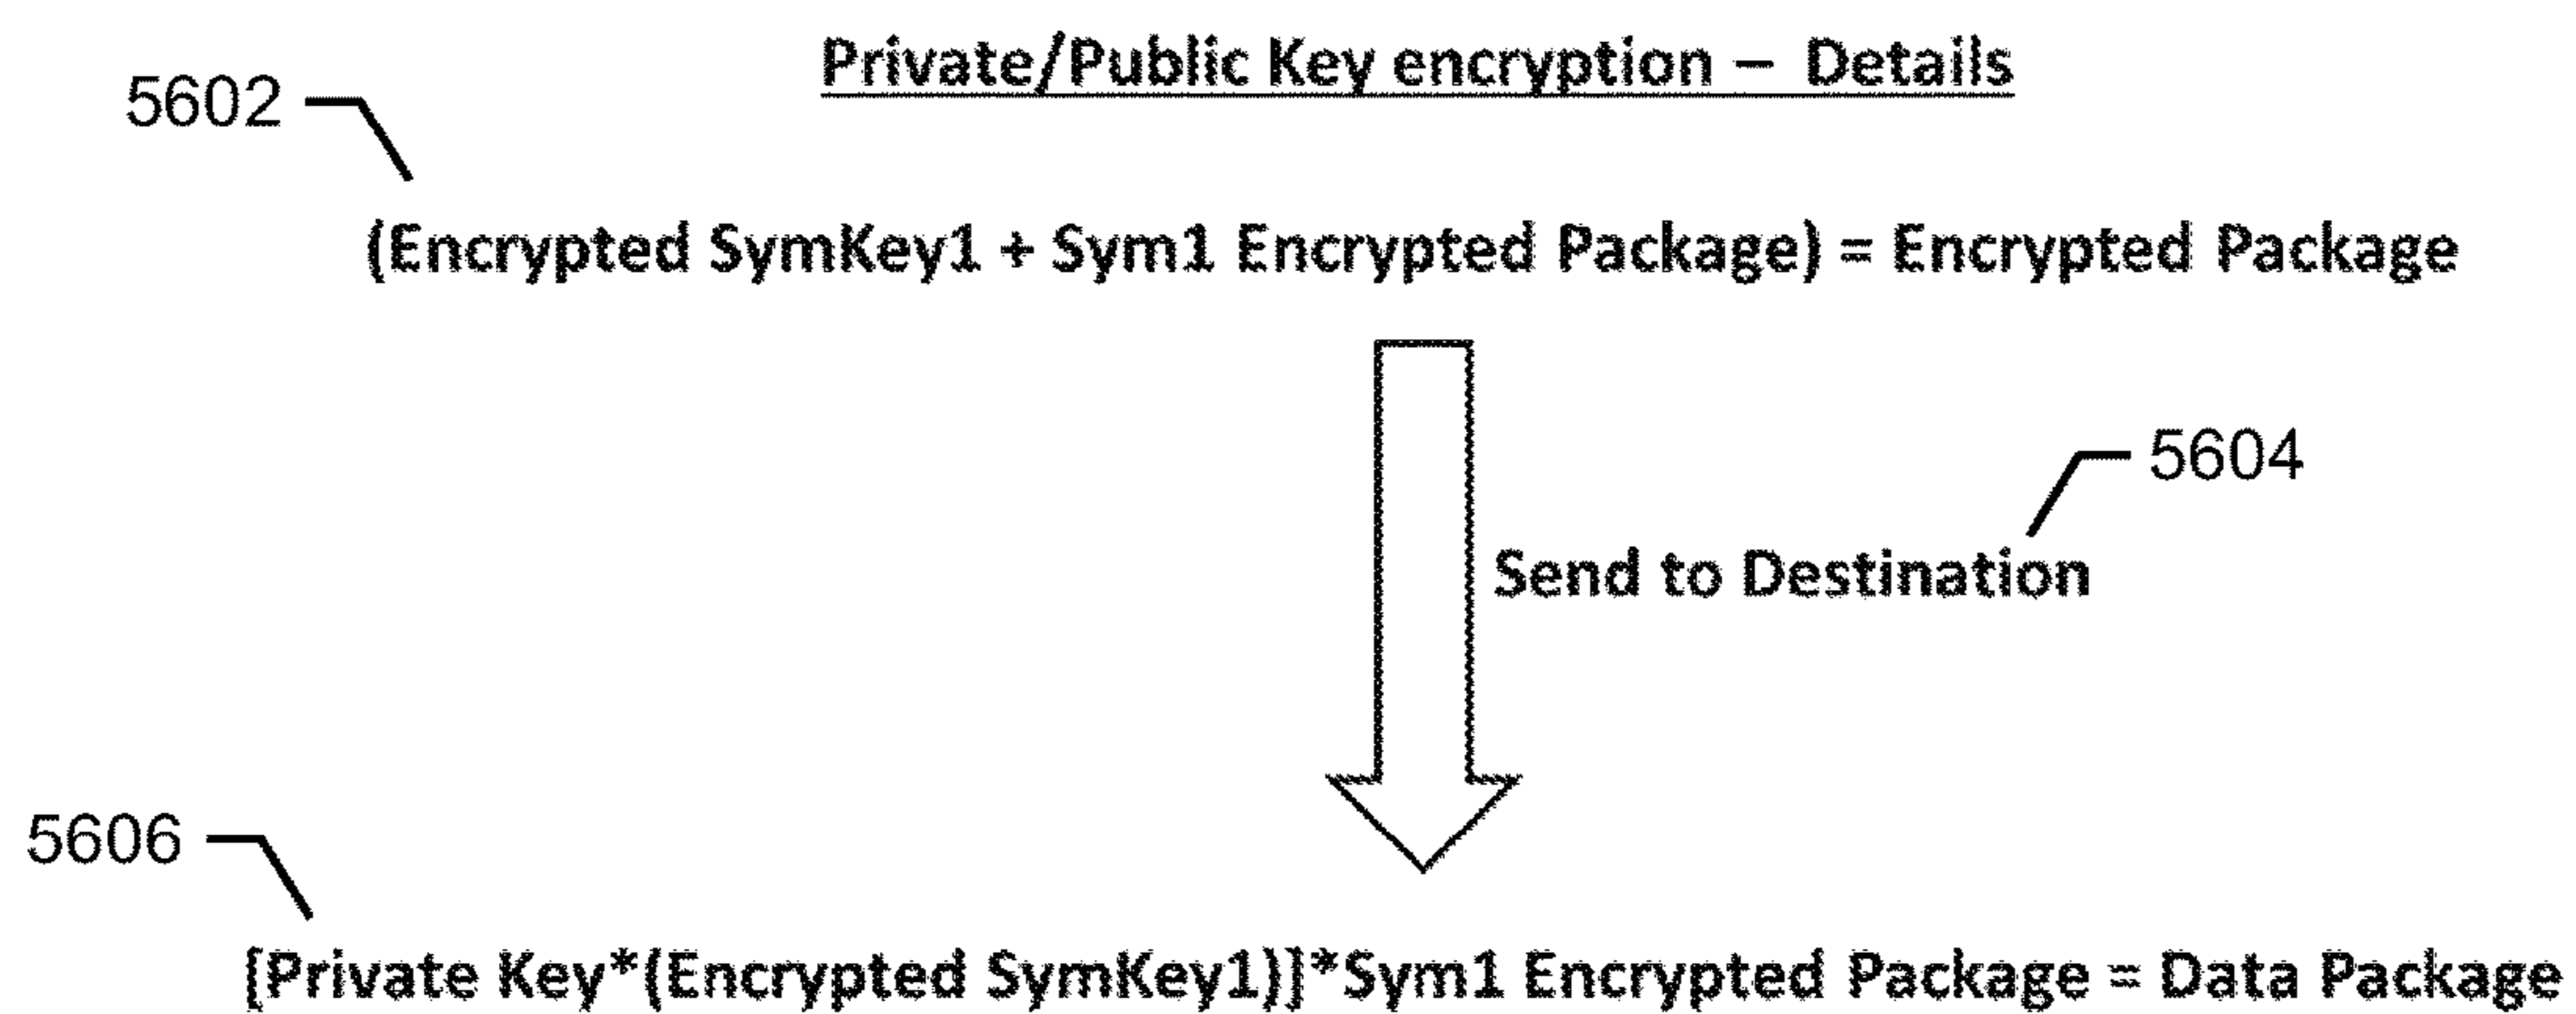 Private/Public Key encryption – Details
5602
(Encrypted SymKey1 + Sym1 Encrypted Package) = Encrypted Package
5604
Send to Destination
5606
[Private Key*(Encrypted SymKey1)]*Sym1 Encrypted Package = Data Package